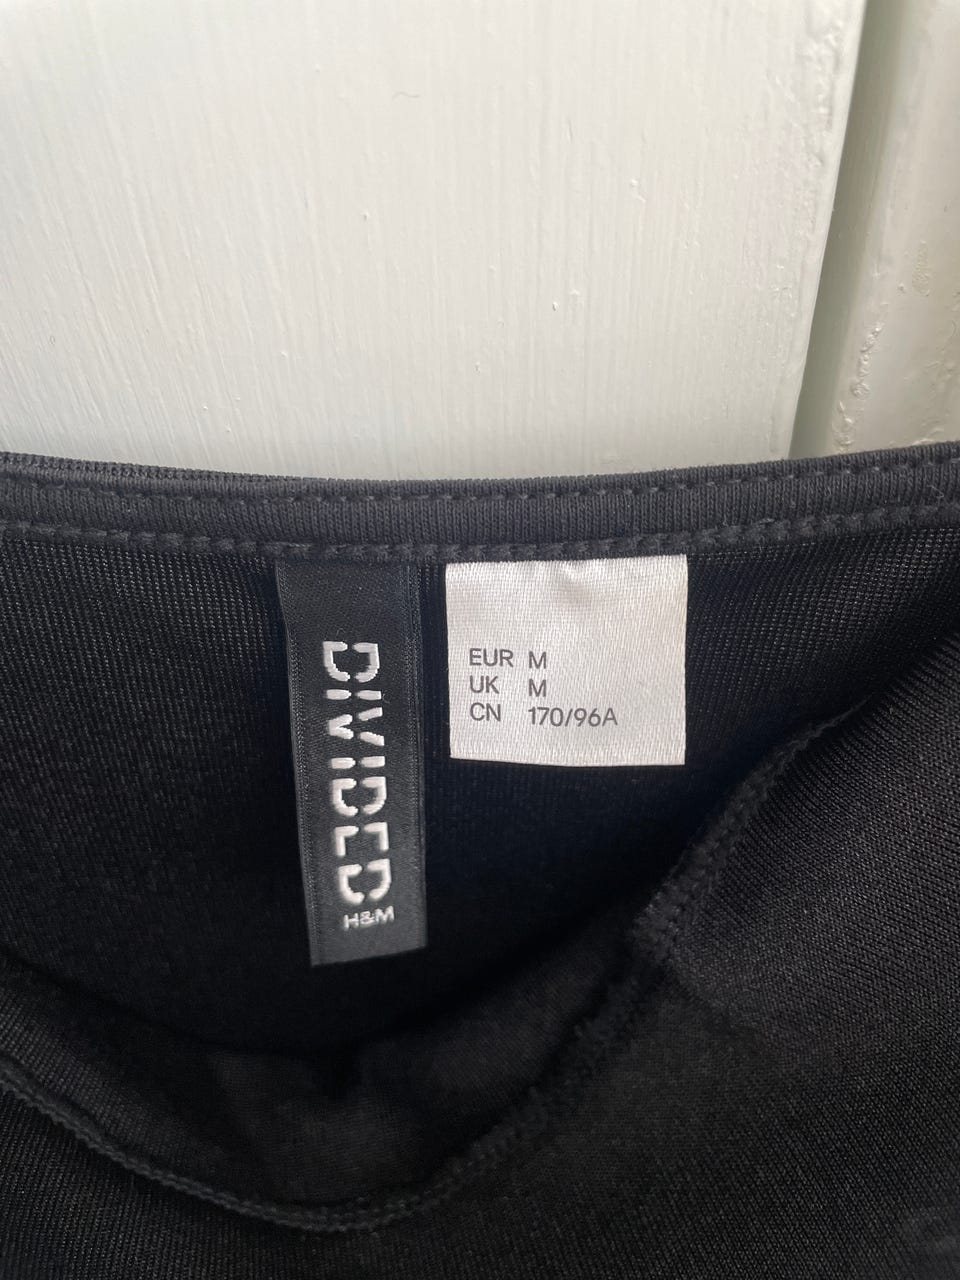 DIVIDED
H&M
EUR M
UK M
CN 170/96A